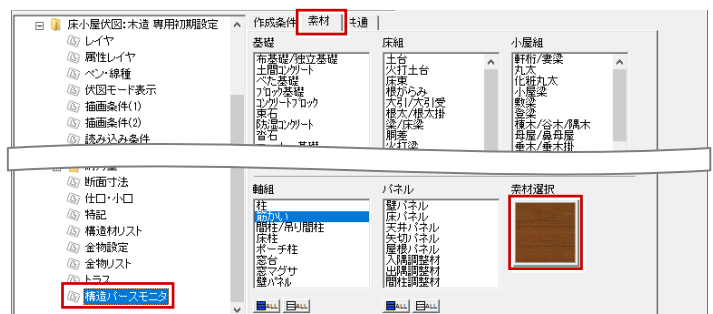 床小屋伏図:木造 専用初期設定
レイヤ
属性レイヤ
ペン・線種
伏図モード表示
描画条件(1)
描画条件(2)
読み込み条件
断面寸法
仕口・小口
特記
構造材リスト
金物設定
金物リスト
トラス
構造パースモニタ
作成条件 素材 共通
基礎
布基礎/独立基礎
土間コンクリート
べた基礎
ブロック基礎
コンクリートブロック
束石
防湿コンクリート
沓石
床組
土台
火打土台
床束
根がらみ
大引/大引受
根太/根太掛
梁/床梁
胴差
火打梁
小屋組
軒桁/妻梁
丸太
化粧丸太
小屋梁
敷梁
登梁
棰木/谷木/隅木
母屋/鼻母屋
垂木/垂木掛
軸組
柱
筋かい
間柱/吊り間柱
床柱
ポーチ柱
窓台
窓マグサ
壁パネル
ALL ALL
パネル
壁パネル
床パネル
天井パネル
矢切パネル
屋根パネル
入隅調整材
出隅調整材
間柱調整材
ALL ALL
素材選択